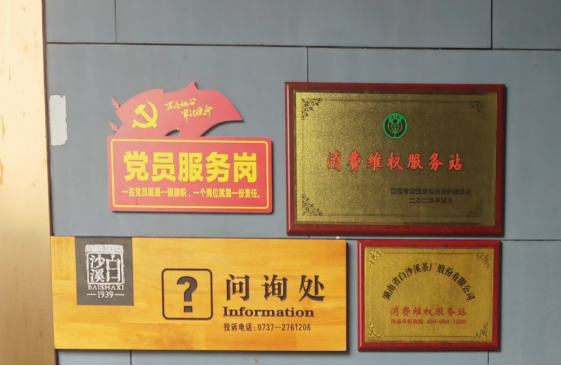 不忘初心
牢记使命
党员服务岗
一名党员就是一面旗帜,一个岗位就是一份责任。
消费维权服务站
白沙溪
BAISHAXI
1939
?
问询处
Information
投诉电话:0737-2761206
湖南省白沙溪茶厂股份有限公司
消费维权服务站